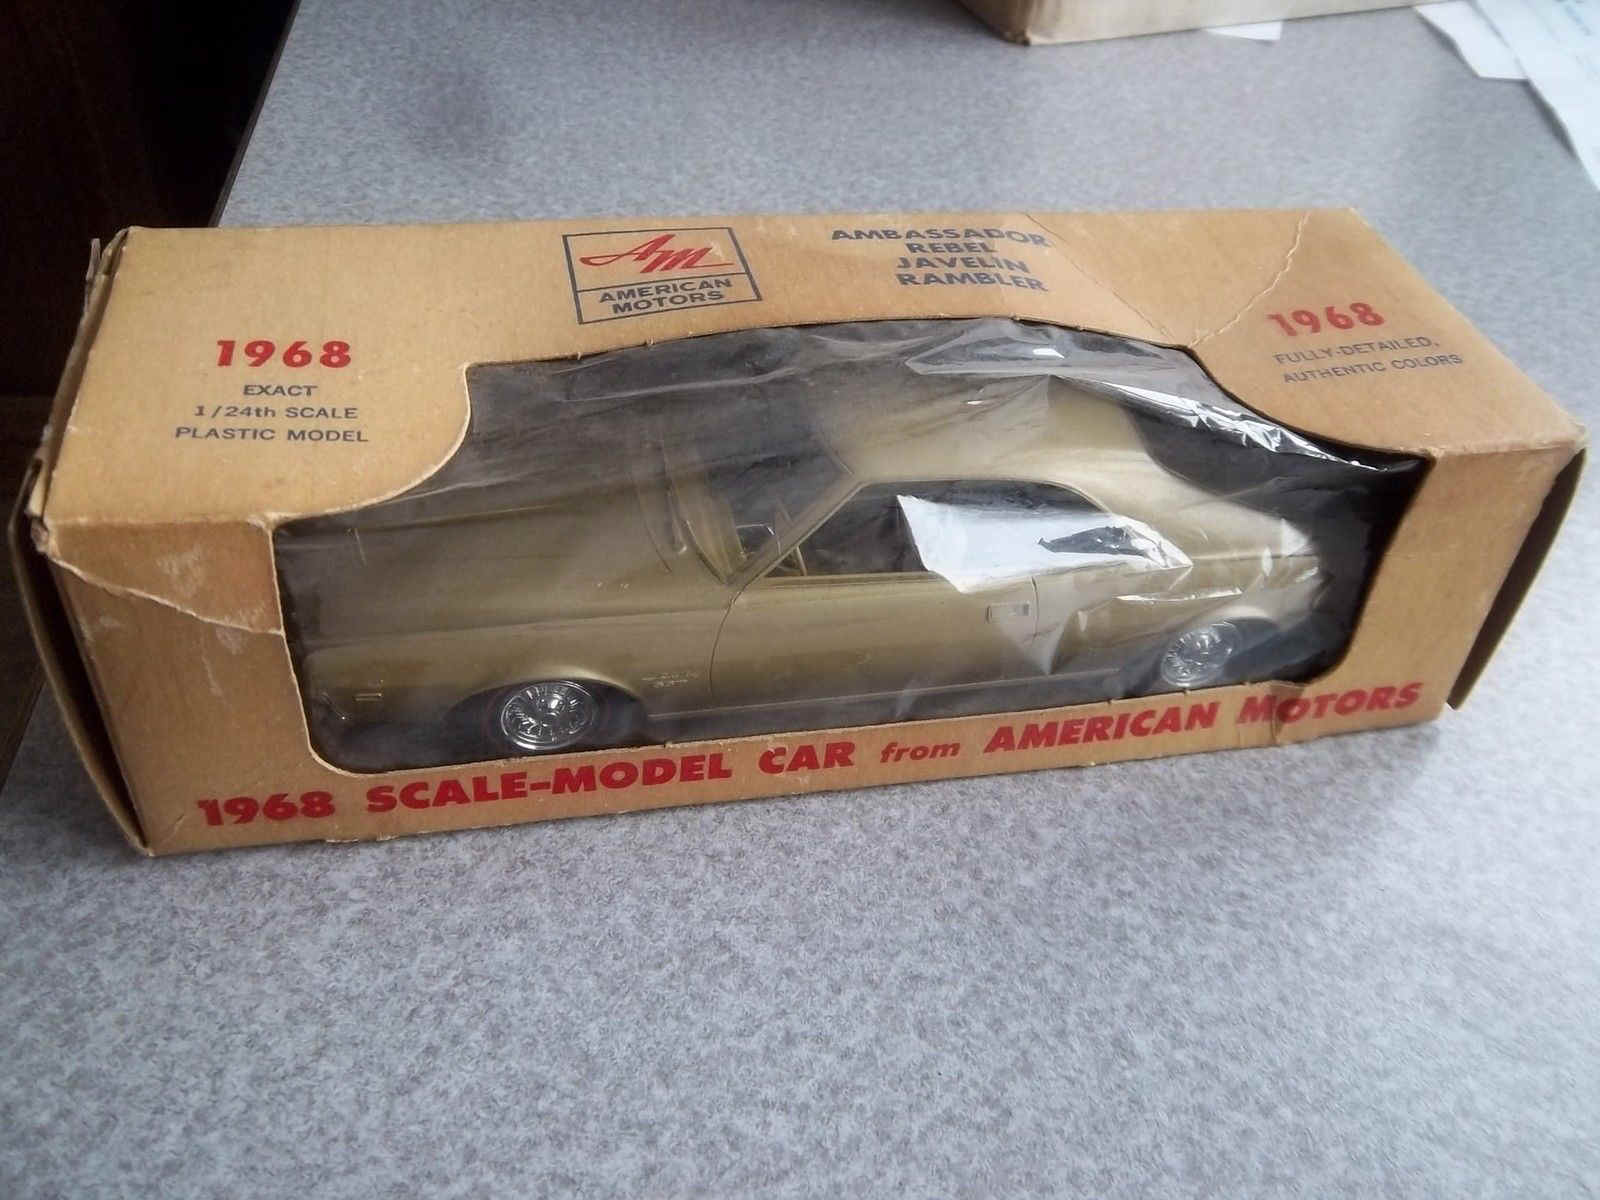 AM
AMERICAN
MOTORS
AMBASSADOR
REBEL
JAVELIN
RAMBLER
1968
EXACT
1/24th SCALE
PLASTIC MODEL
1968
FULLY-DETAILED,
AUTHENTIC COLORS
1968 SCALE-MODEL CAR from AMERICAN MOTORS